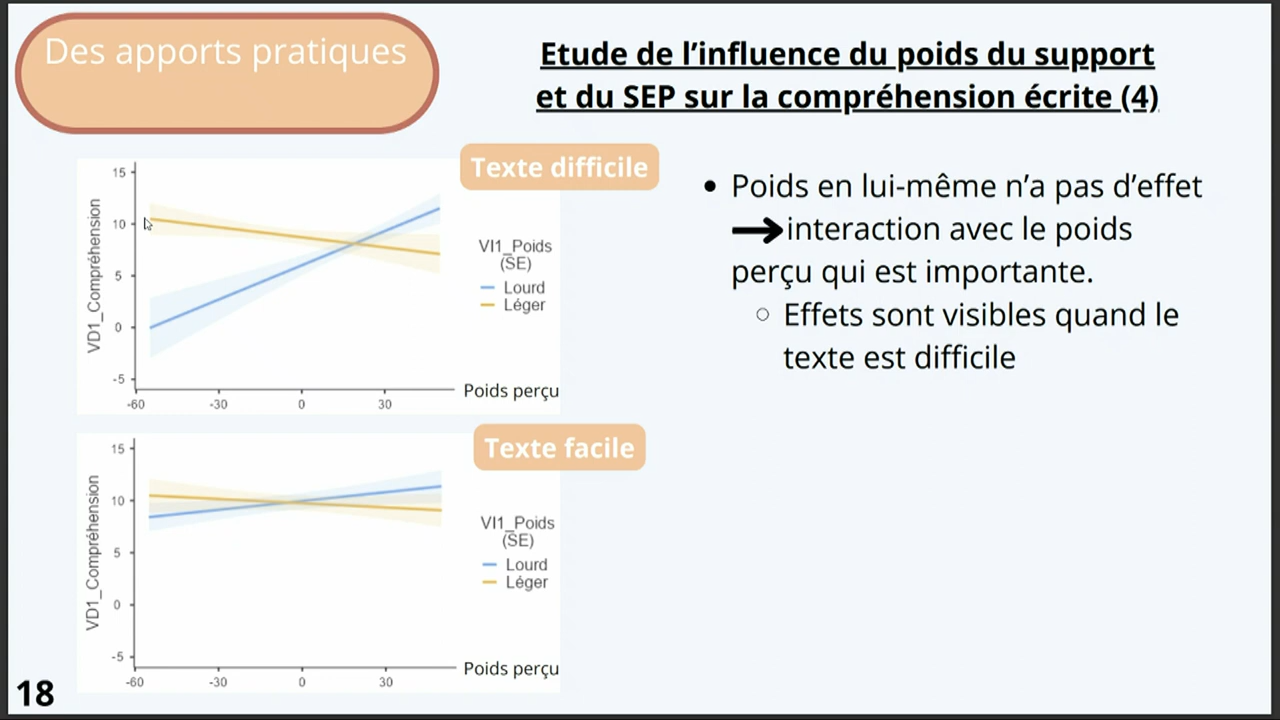 Des apports pratiques
Etude de l’influence du poids du support
et du SEP sur la compréhension écrite (4)
Texte difficile
15
10
5
0
-5
VD1_Compréhension
-60
-30
0
30
Poids perçu
VI1_Poids
(SE)
Lourd
Léger
Poids en lui-même n’a pas d’effet
interaction avec le poids
perçu qui est importante.
Effets sont visibles quand le
texte est difficile
Texte facile
15
10
5
0
-5
VD1_Compréhension
-60
-30
0
30
Poids perçu
VI1_Poids
(SE)
Lourd
Léger
18